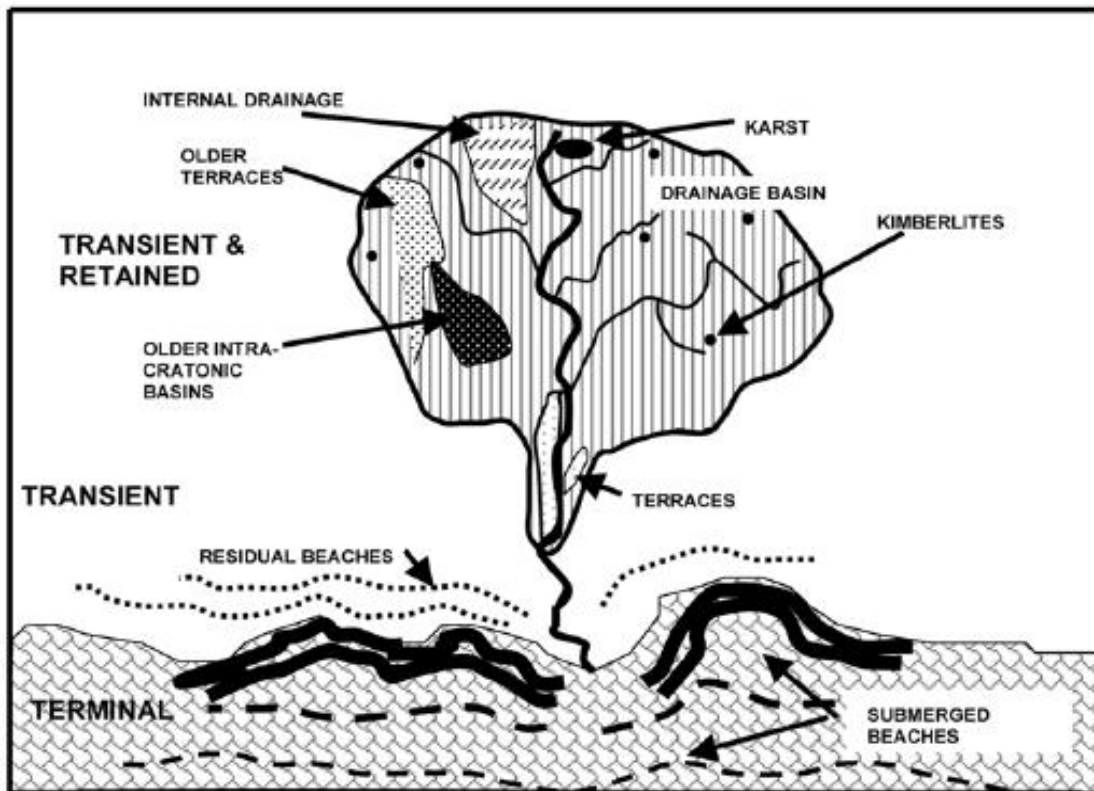 INTERNAL DRAINAGE
KARST
OLDER
TERRACES
DRAINAGE BASIN
KIMBERLITES
TRANSIENT &
RETAINED
OLDER INTRA-
CRATONIC
BASINS
TRANSIENT
TERRACES
RESIDUAL BEACHES
TERMINAL
SUBMERGED
BEACHES